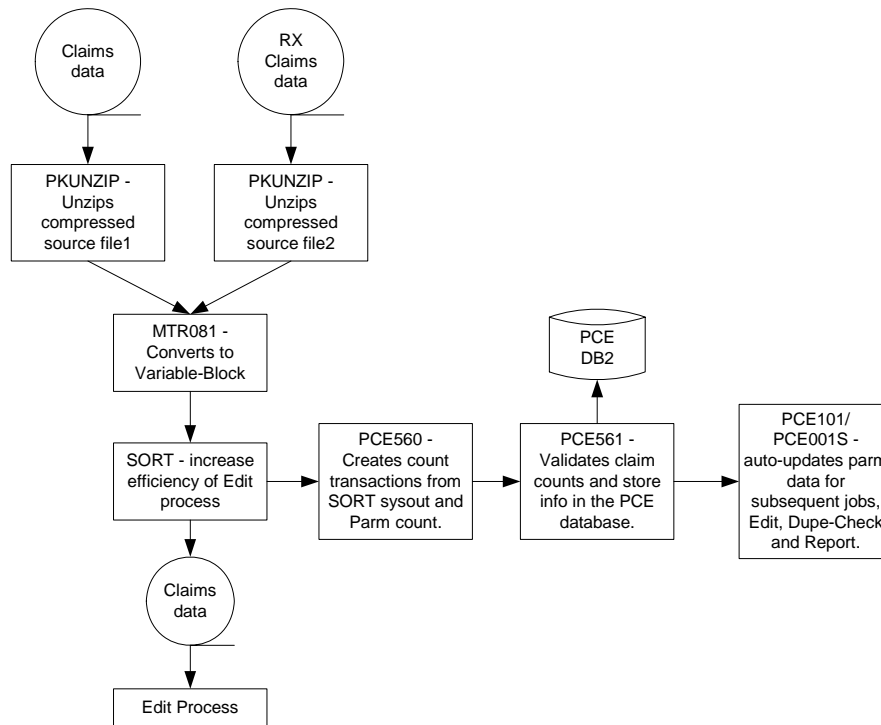 Claims
data
RX
Claims
data
PKUNZIP -
Unzips
compressed
source file1
PKUNZIP -
Unzips
compressed
source file2
MTR081 -
Converts to
Variable-Block
PCE
DB2
SORT - increase
efficiency of Edit
process
PCE560 -
Creates count
transactions from
SORT sysout and
Parm count.
PCE561 -
Validates claim
counts and store
info in the PCE
database.
PCE101/
PCE001S -
auto-updates parm
data for
subsequent jobs,
Edit, Dupe-Check
and Report.
Claims
data
Edit Process